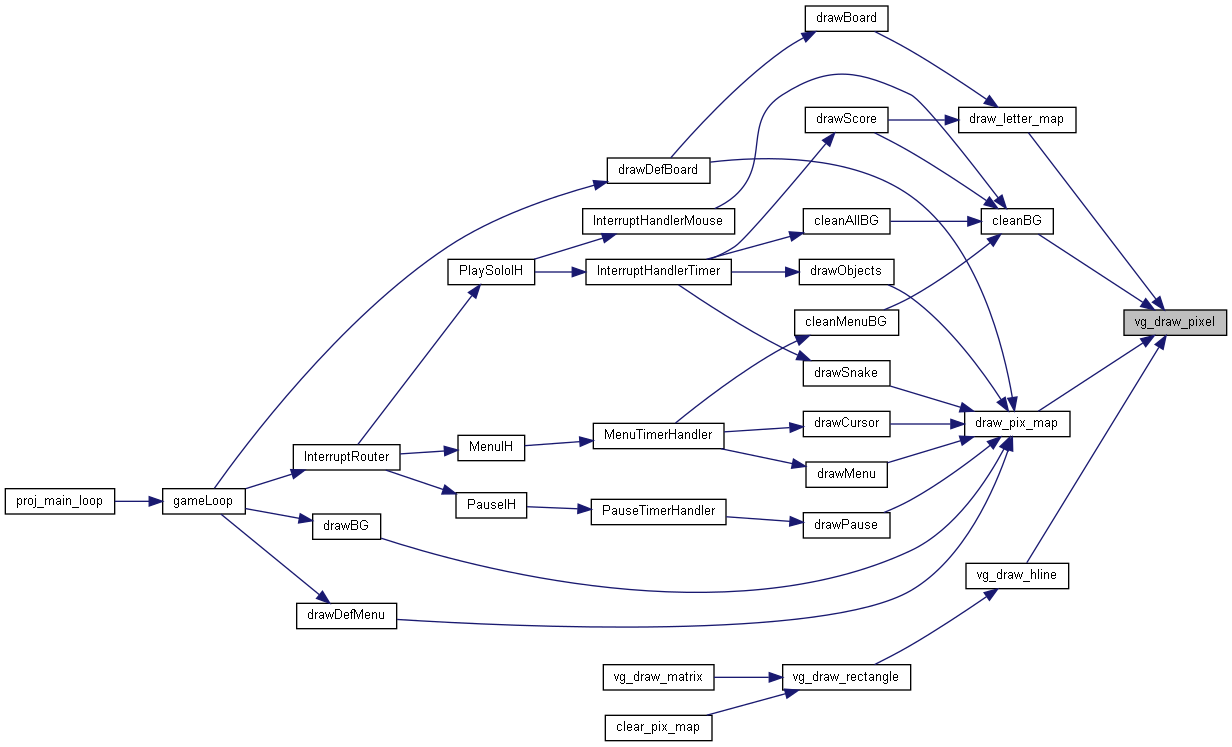 drawBoard
drawScore
draw_letter_map
drawDefBoard
InterruptHandlerMouse
cleanAllBG
cleanBG
PlaySoloIH
InterruptHandlerTimer
drawObjects
cleanMenuBG
vg_draw_pixel
drawSnake
drawCursor
draw_pix_map
InterruptRouter
MenuIH
MenuTimerHandler
drawMenu
proj_main_loop
gameLoop
PauseIH
PauseTimerHandler
drawBG
drawPause
vg_draw_hline
drawDefMenu
vg_draw_matrix
vg_draw_rectangle
clear_pix_map